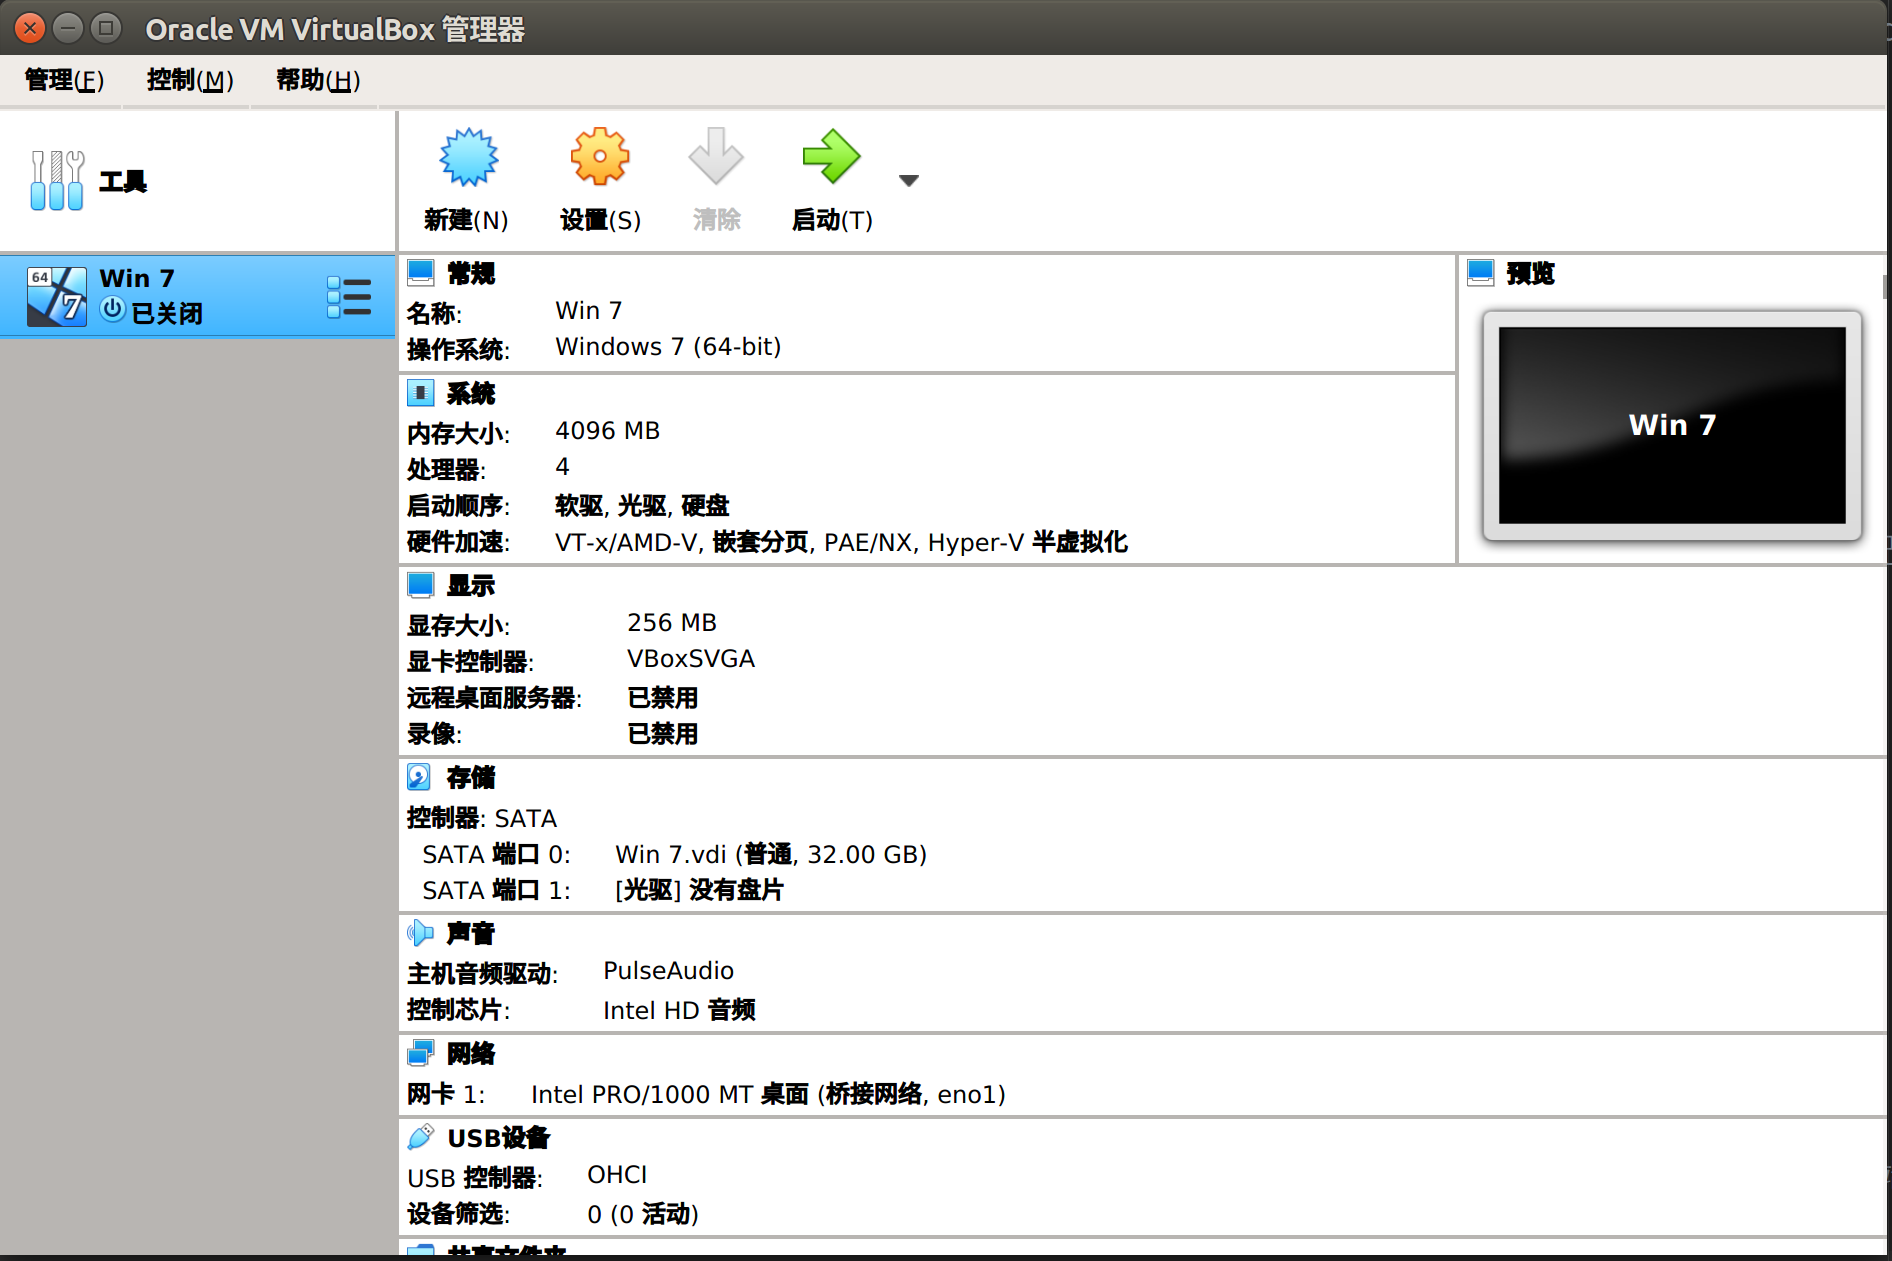 Oracle VM VirtualBox 管理器
管理(F) 控制(M) 帮助(H)
工具
新建(N) 设置(S) 清除 启动(T)
64
7
Win 7
已关闭
常规
名称: Win 7
操作系统: Windows 7 (64-bit)
预览
Win 7
系统
内存大小: 4096 MB
处理器: 4
启动顺序: 软驱, 光驱, 硬盘
硬件加速: VT-x/AMD-V, 嵌套分页, PAE/NX, Hyper-V 半虚拟化
显示
显存大小: 256 MB
显卡控制器: VBoxSVGA
远程桌面服务器: 已禁用
录像: 已禁用
存储
控制器: SATA
SATA 端口 0: Win 7.vdi (普通, 32.00 GB)
SATA 端口 1: [光驱] 没有盘片
声音
主机音频驱动: PulseAudio
控制芯片: Intel HD 音频
网络
网卡 1: Intel PRO/1000 MT 桌面 (桥接网络, eno1)
USB设备
USB 控制器: OHCI
设备筛选: 0 (0 活动)
共享文件夹